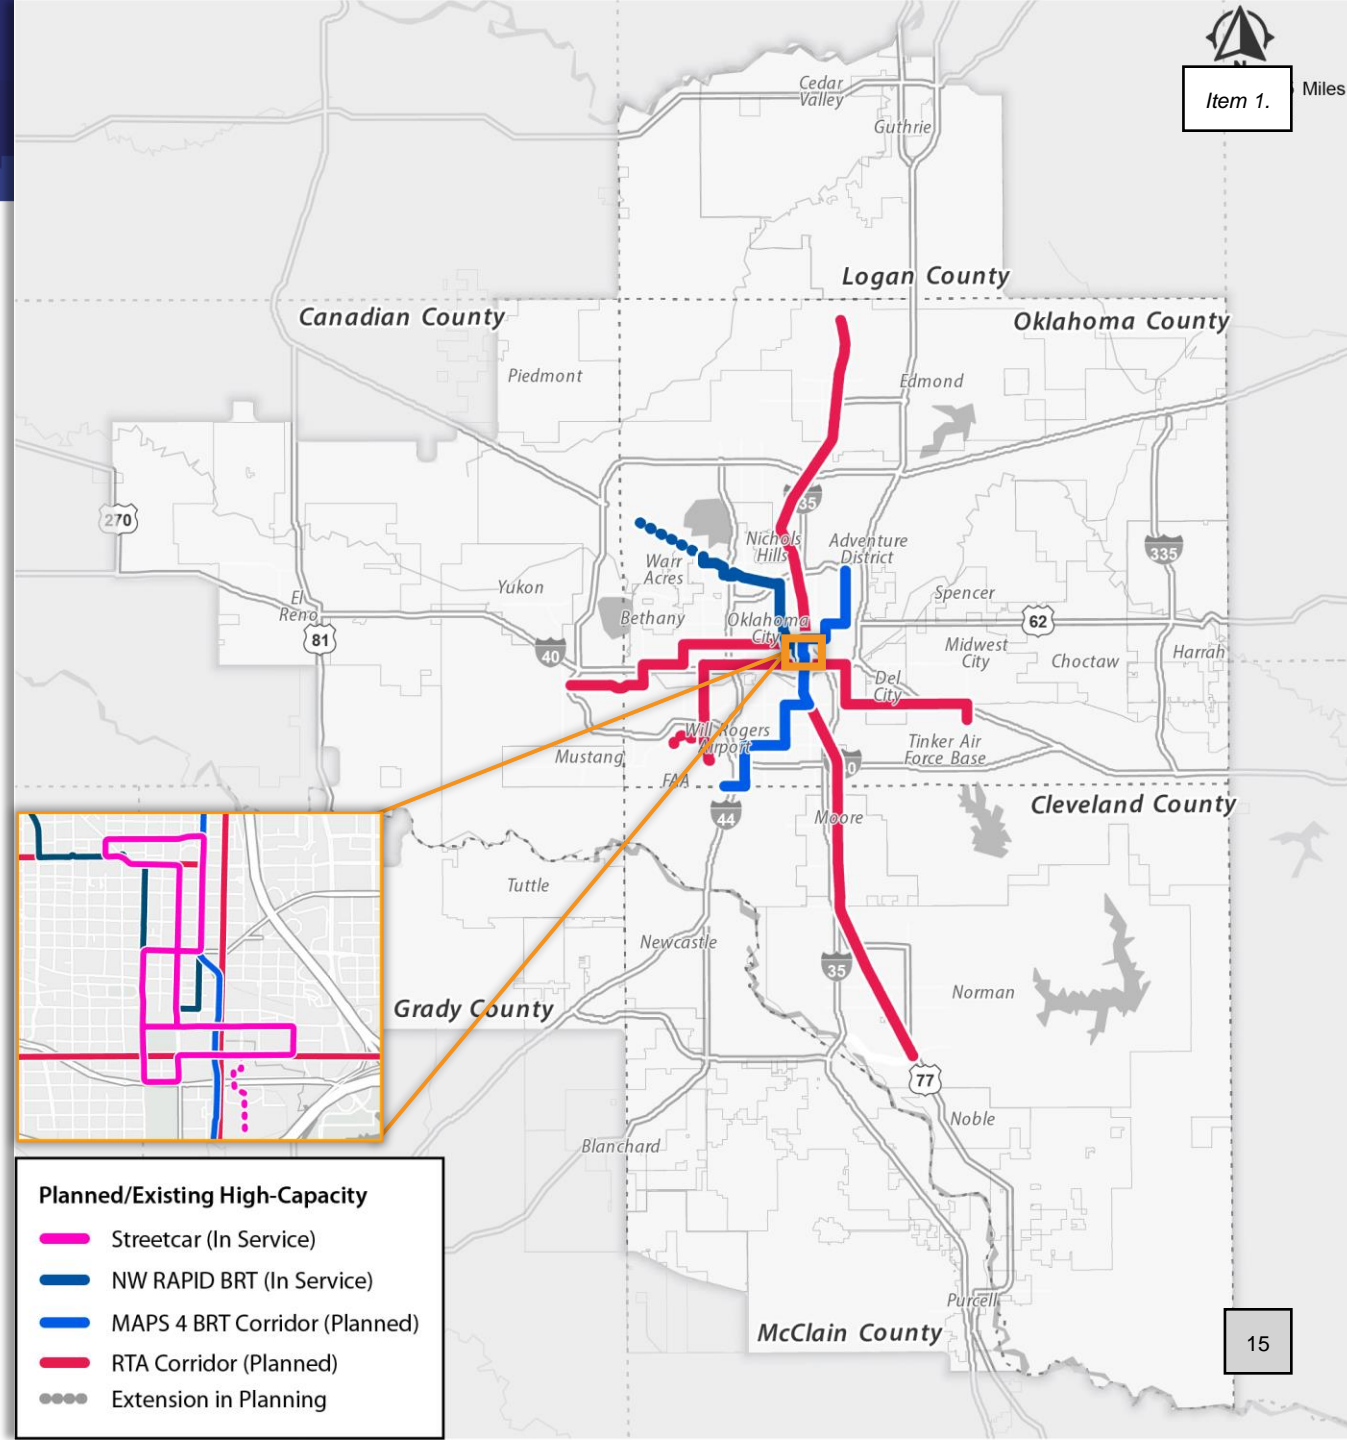 N
Item 1.
Miles
Cedar
Valley
Guthrie
Logan County
Canadian County
Oklahoma County
Piedmont
Edmond
270
35
Nichols
Hills
Adventure
District
335
Warr
Acres
Yukon
Spencer
El
Reno
Bethany
Oklahoma
City
62
81
40
Midwest
City
Choctaw
Harrah
Del
City
Will Rogers
Airport
Tinker Air
Force Base
Mustang
FAA
Cleveland County
44
Moore
Tuttle
Newcastle
35
Norman
Grady County
77
Noble
Blanchard
Purcell
McClain County
Planned/Existing High-Capacity
Streetcar (In Service)
NW RAPID BRT (In Service)
MAPS 4 BRT Corridor (Planned)
RTA Corridor (Planned)
Extension in Planning
15